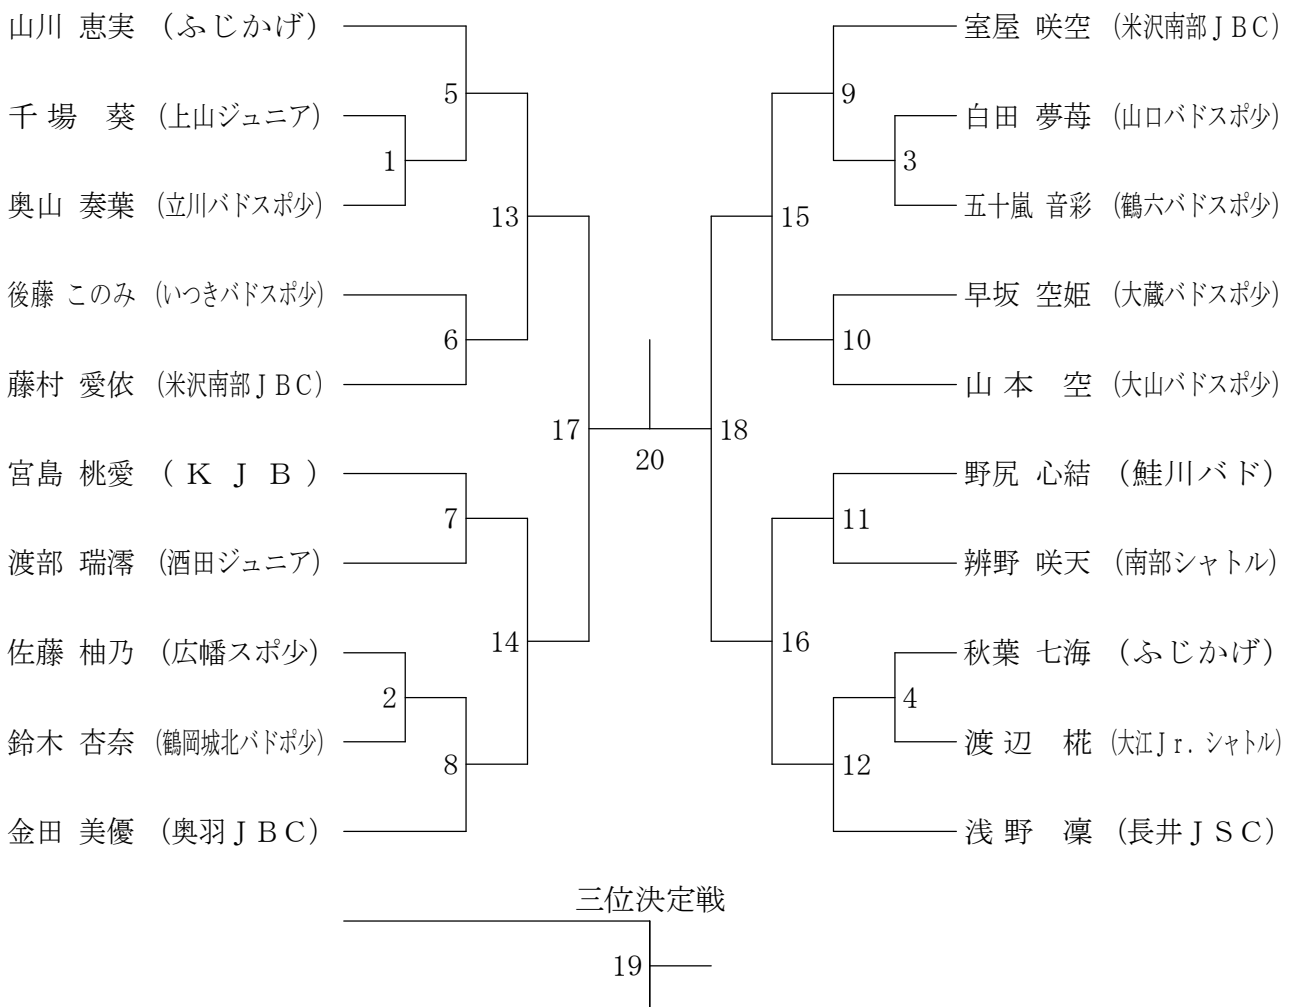 山川 恵実 (ふじかげ)
5
千場 葵 (上山ジュニア)
1
奥山 奏葉 (立川バドスポ少)
13
後藤 このみ (いつきバドスポ少)
6
藤村 愛依 (米沢南部JBC)
17
宮島 桃愛 (KJB)
7
渡部 瑞澪 (酒田ジュニア)
14
佐藤 柚乃 (広幡スポ少)
2
鈴木 杏奈 (鶴岡城北バドポ少)
8
金田 美優 (奥羽JBC)
20
室屋 咲空 (米沢南部JBC)
9
白田 夢苺 (山口バドスポ少)
3
五十嵐 音彩 (鶴六バドスポ少)
15
早坂 空姫 (大蔵バドスポ少)
10
山本 空 (大山バドスポ少)
18
野尻 心結 (鮭川バド)
11
辨野 咲天 (南部シャトル)
16
秋葉 七海 (ふじかげ)
4
渡辺 椛 (大江Jr.シャトル)
12
浅野 凜 (長井JSC)
三位決定戦
19